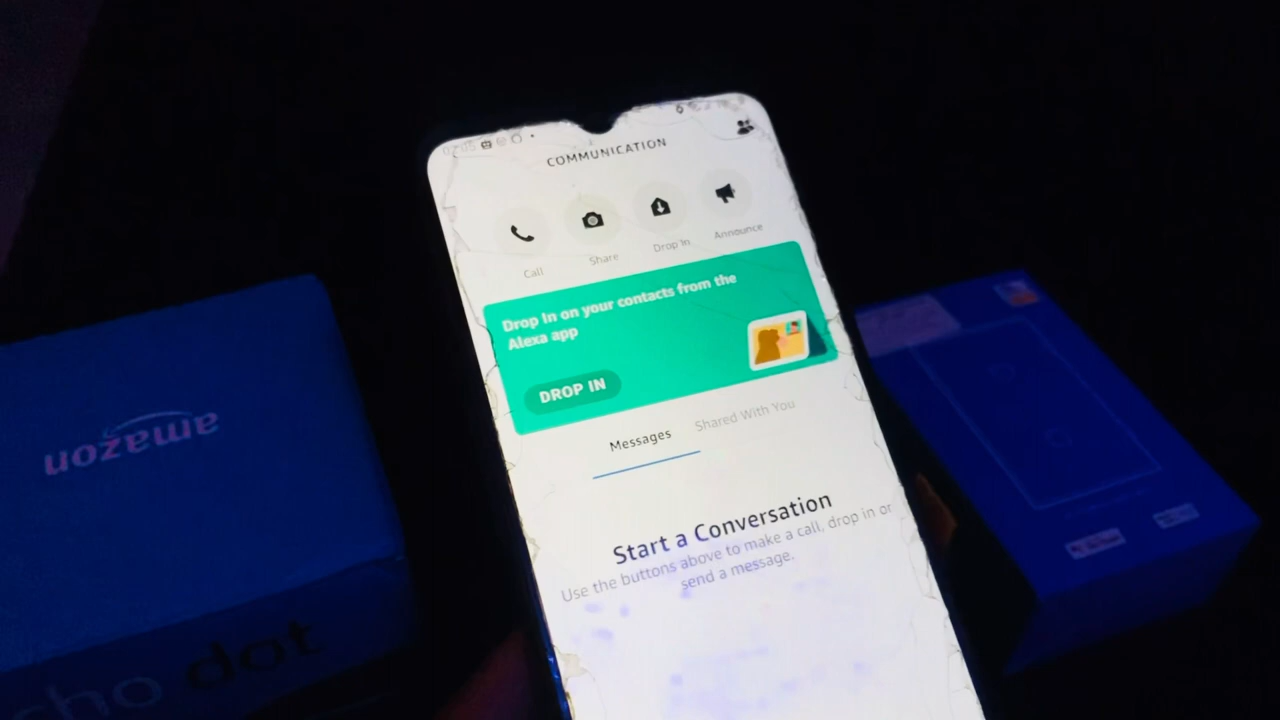 02:05
COMMUNICATION
Call
Share
Drop In
Announce
Drop In on your contacts from the
Alexa app
DROP IN
Messages
Shared With You
Start a Conversation
Use the buttons above to make a call, drop in or
send a message.
amazon
echo dot